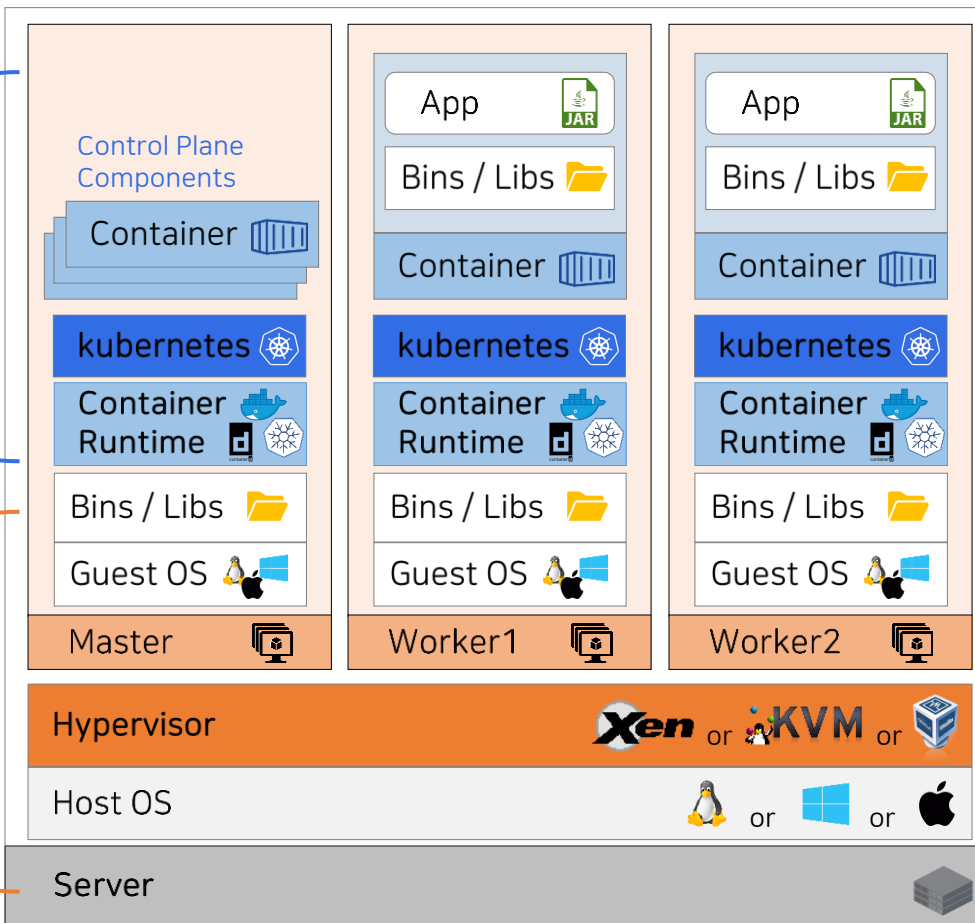 Control Plane
Components
Container
kubernetes
Container
Runtime
Bins / Libs
Guest OS
Master
App
JAR
Bins / Libs
Container
kubernetes
Container
Runtime
Bins / Libs
Guest OS
Worker1
App
JAR
Bins / Libs
Container
kubernetes
Container
Runtime
Bins / Libs
Guest OS
Worker2
Hypervisor
Xen or KVM or
Host OS
or or
Server